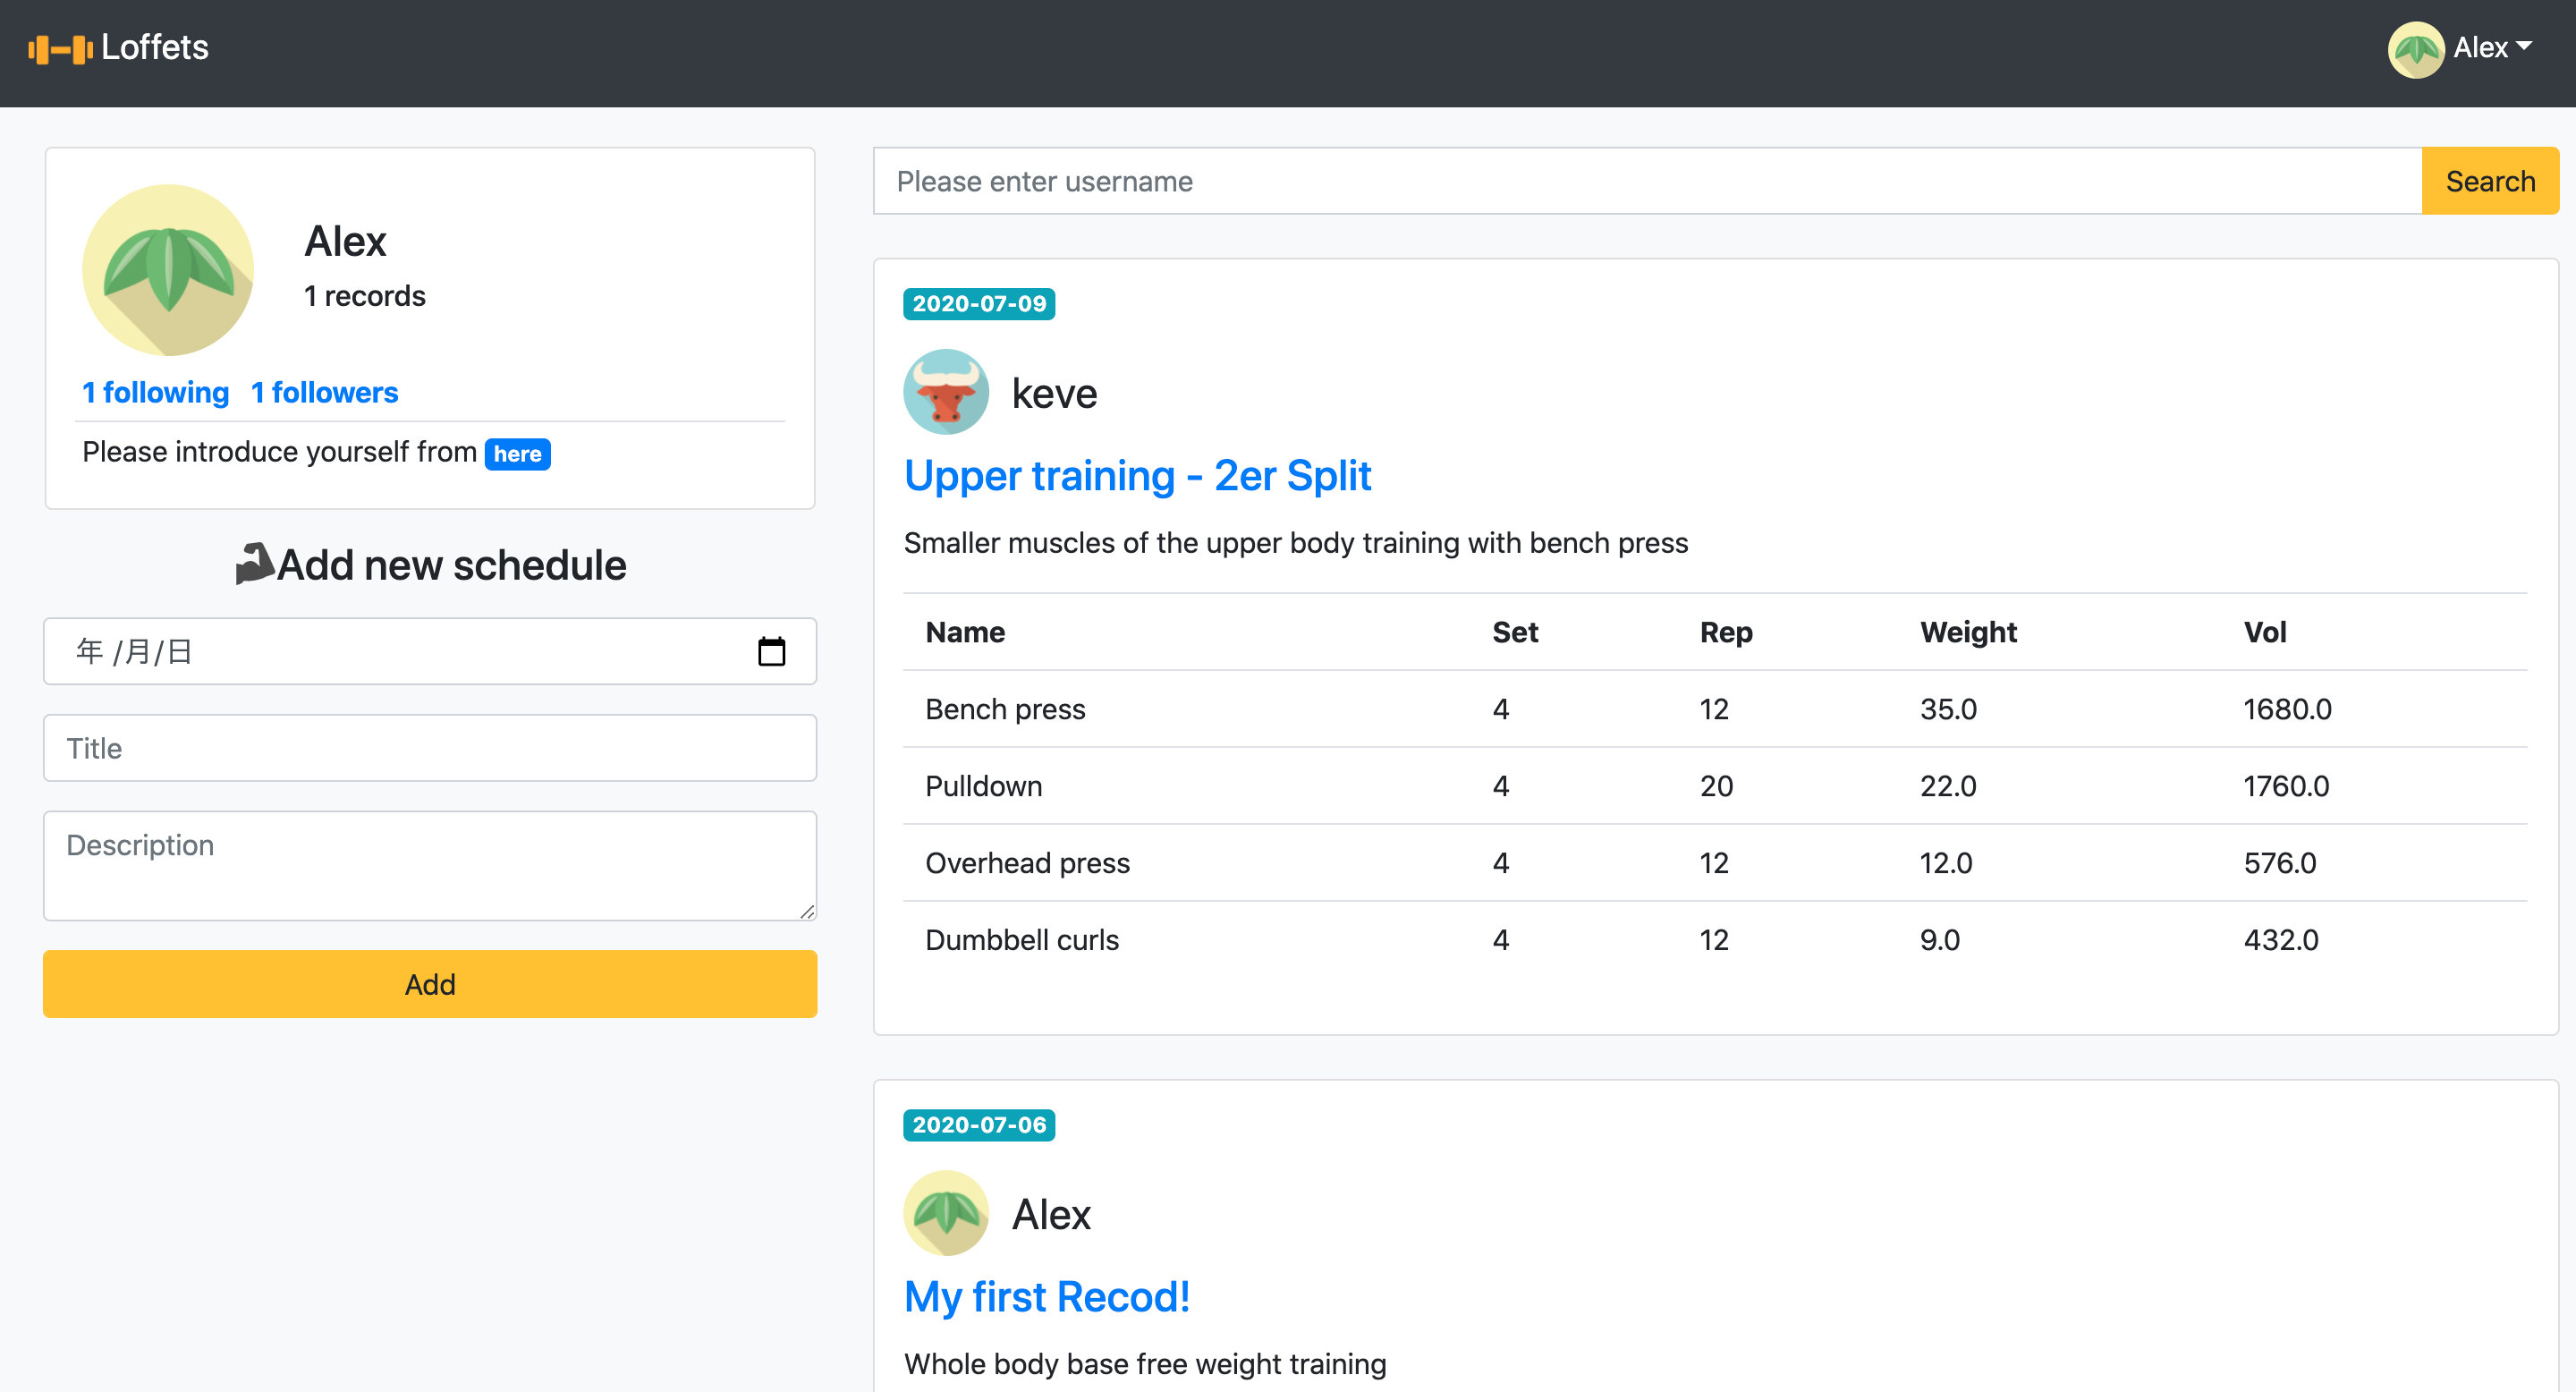 Loffets
Alex
Alex
1 records
1 following 1 followers
Please introduce yourself from here
Add new schedule
年 /月/日
Title
Description
Add
Please enter username
Search
2020-07-09
keve
Upper training - 2er Split
Smaller muscles of the upper body training with bench press
Name Set Rep Weight Vol
Bench press 4 12 35.0 1680.0
Pulldown 4 20 22.0 1760.0
Overhead press 4 12 12.0 576.0
Dumbbell curls 4 12 9.0 432.0
2020-07-06
Alex
My first Recod!
Whole body base free weight training